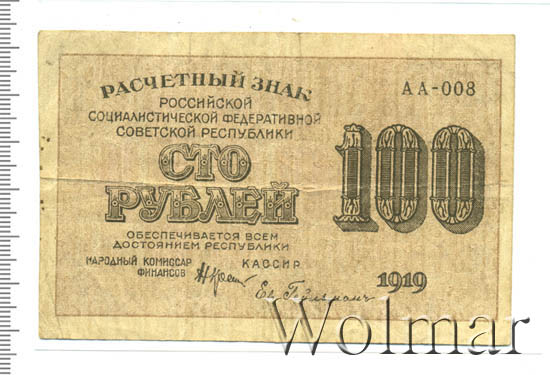 РАСЧЕТНЫЙ ЗНАК
АА-008
РОССИЙСКОЙ
СОЦИАЛИСТИЧЕСКОЙ ФЕДЕРАТИВНОЙ
СОВЕТСКОЙ РЕСПУБЛИКИ
СТО
РУБЛЕЙ
100
ОБЕСПЕЧИВАЕТСЯ ВСЕМ
ДОСТОЯНИЕМ РЕСПУБЛИКИ
НАРОДНЫЙ КОМИССАР
ФИНАНСОВ
КАССИР
1919
Wolmar